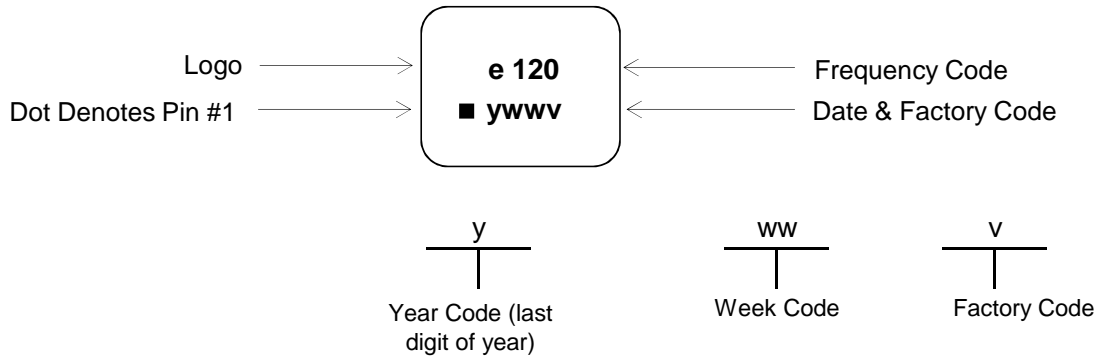 Logo
e 120
Frequency Code
Dot Denotes Pin #1
■ ywwv
Date & Factory Code
y
ww
v
Year Code (last
digit of year)
Week Code
Factory Code